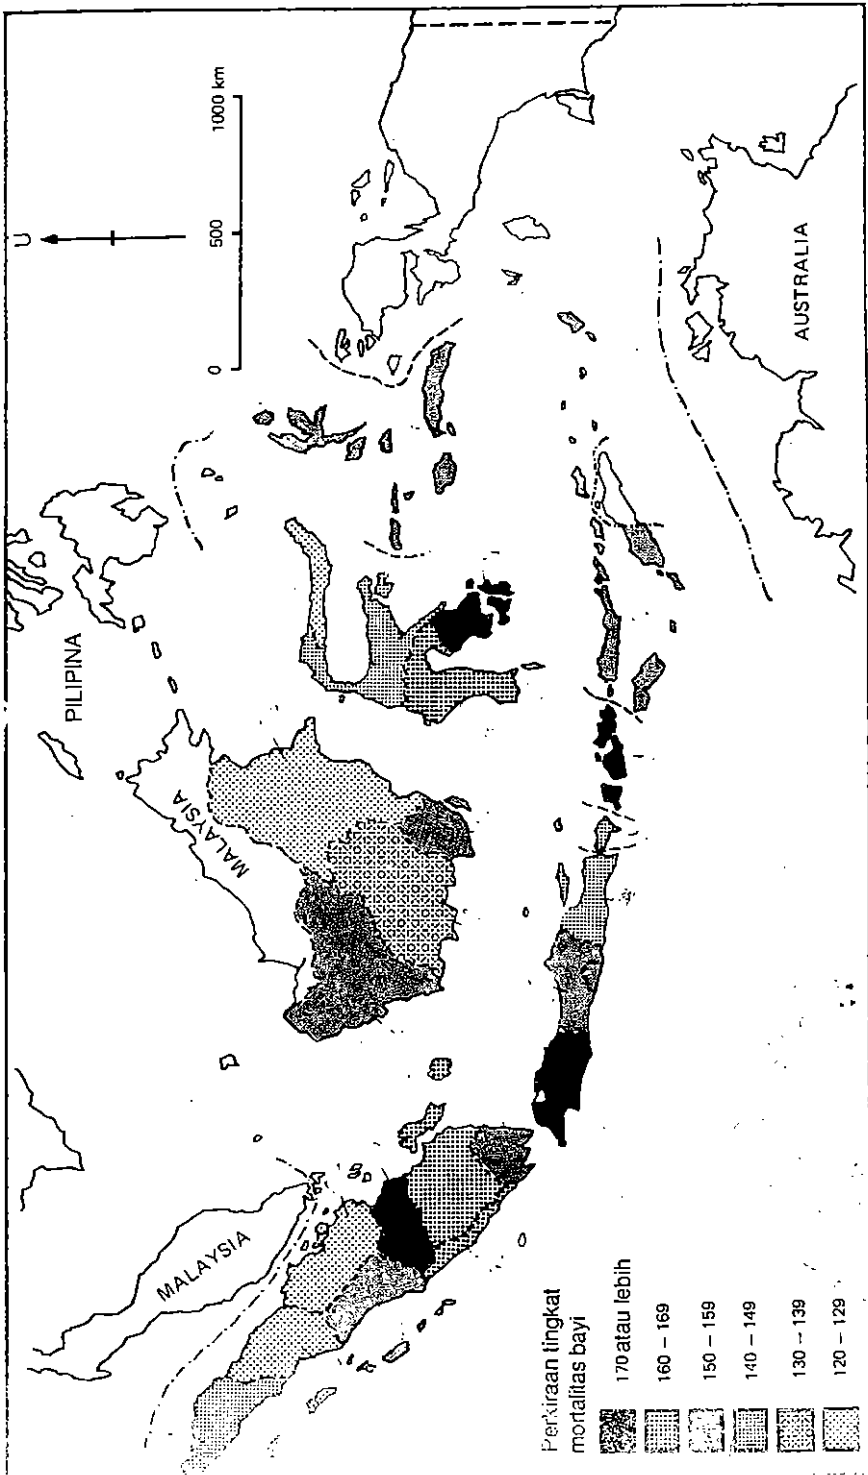 PILIPINA
MALAYSIA
MALAYSIA
AUSTRALIA
U
0 500 1000 km
Perkiraan tingkat
mortalitas bayi
170 atau lebih
160 – 169
150 – 159
140 – 149
130 – 139
120 – 129